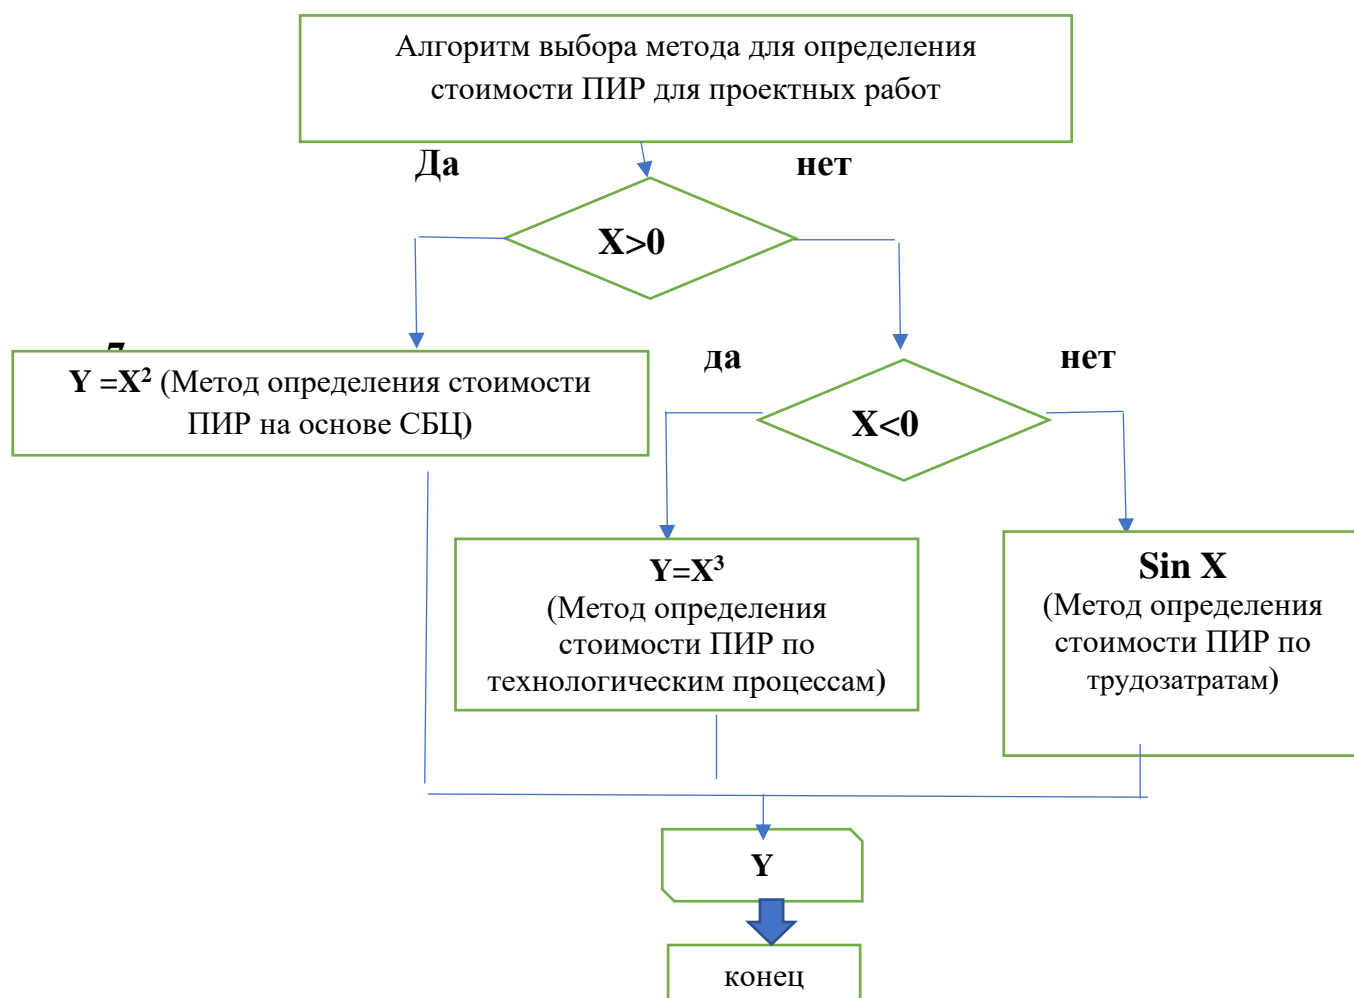 Алгоритм выбора метода для определения
стоимости ПИР для проектных работ
Да
нет
X>0
да
нет
Y =X² (Метод определения стоимости
ПИР на основе СБЦ)
X<0
Y=X³
(Метод определения
стоимости ПИР по
технологическим процессам)
Sin X
(Метод определения
стоимости ПИР по
трудозатратам)
Y
конец